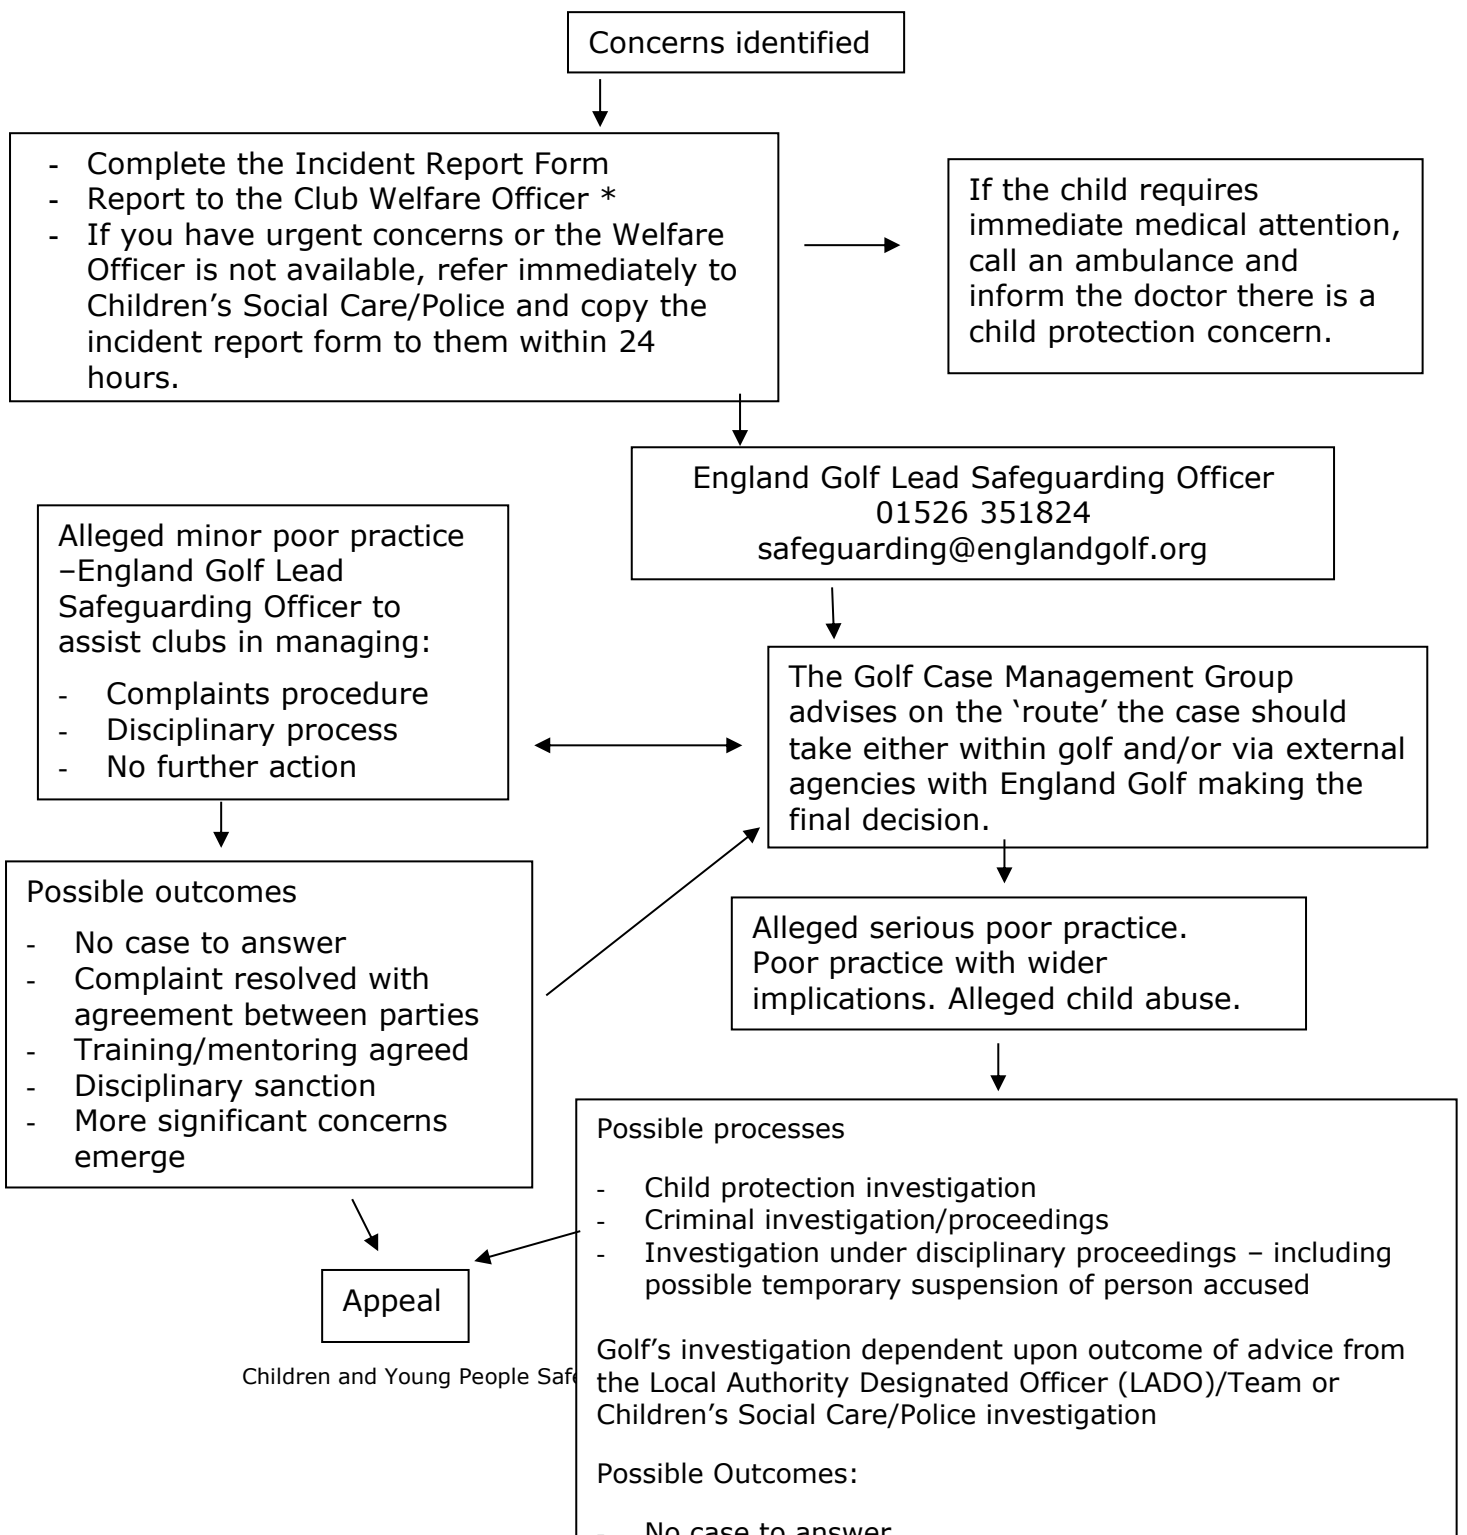 Concerns identified
- Complete the Incident Report Form
- Report to the Club Welfare Officer *
- If you have urgent concerns or the Welfare
Officer is not available, refer immediately to
Children’s Social Care/Police and copy the
incident report form to them within 24
hours.
If the child requires
immediate medical attention,
call an ambulance and
inform the doctor there is a
child protection concern.
England Golf Lead Safeguarding Officer
01526 351824
safeguarding@englandgolf.org
Alleged minor poor practice
–England Golf Lead
Safeguarding Officer to
assist clubs in managing:
- Complaints procedure
- Disciplinary process
- No further action
The Golf Case Management Group
advises on the ‘route’ the case should
take either within golf and/or via external
agencies with England Golf making the
final decision.
Possible outcomes
- No case to answer
- Complaint resolved with
agreement between parties
- Training/mentoring agreed
- Disciplinary sanction
- More significant concerns
emerge
Alleged serious poor practice.
Poor practice with wider
implications. Alleged child abuse.
Possible processes
- Child protection investigation
- Criminal investigation/proceedings
- Investigation under disciplinary proceedings – including
possible temporary suspension of person accused
Golf’s investigation dependent upon outcome of advice from
the Local Authority Designated Officer (LADO)/Team or
Children’s Social Care/Police investigation
Possible Outcomes:
- No case to answer
Appeal
Children and Young People Safe